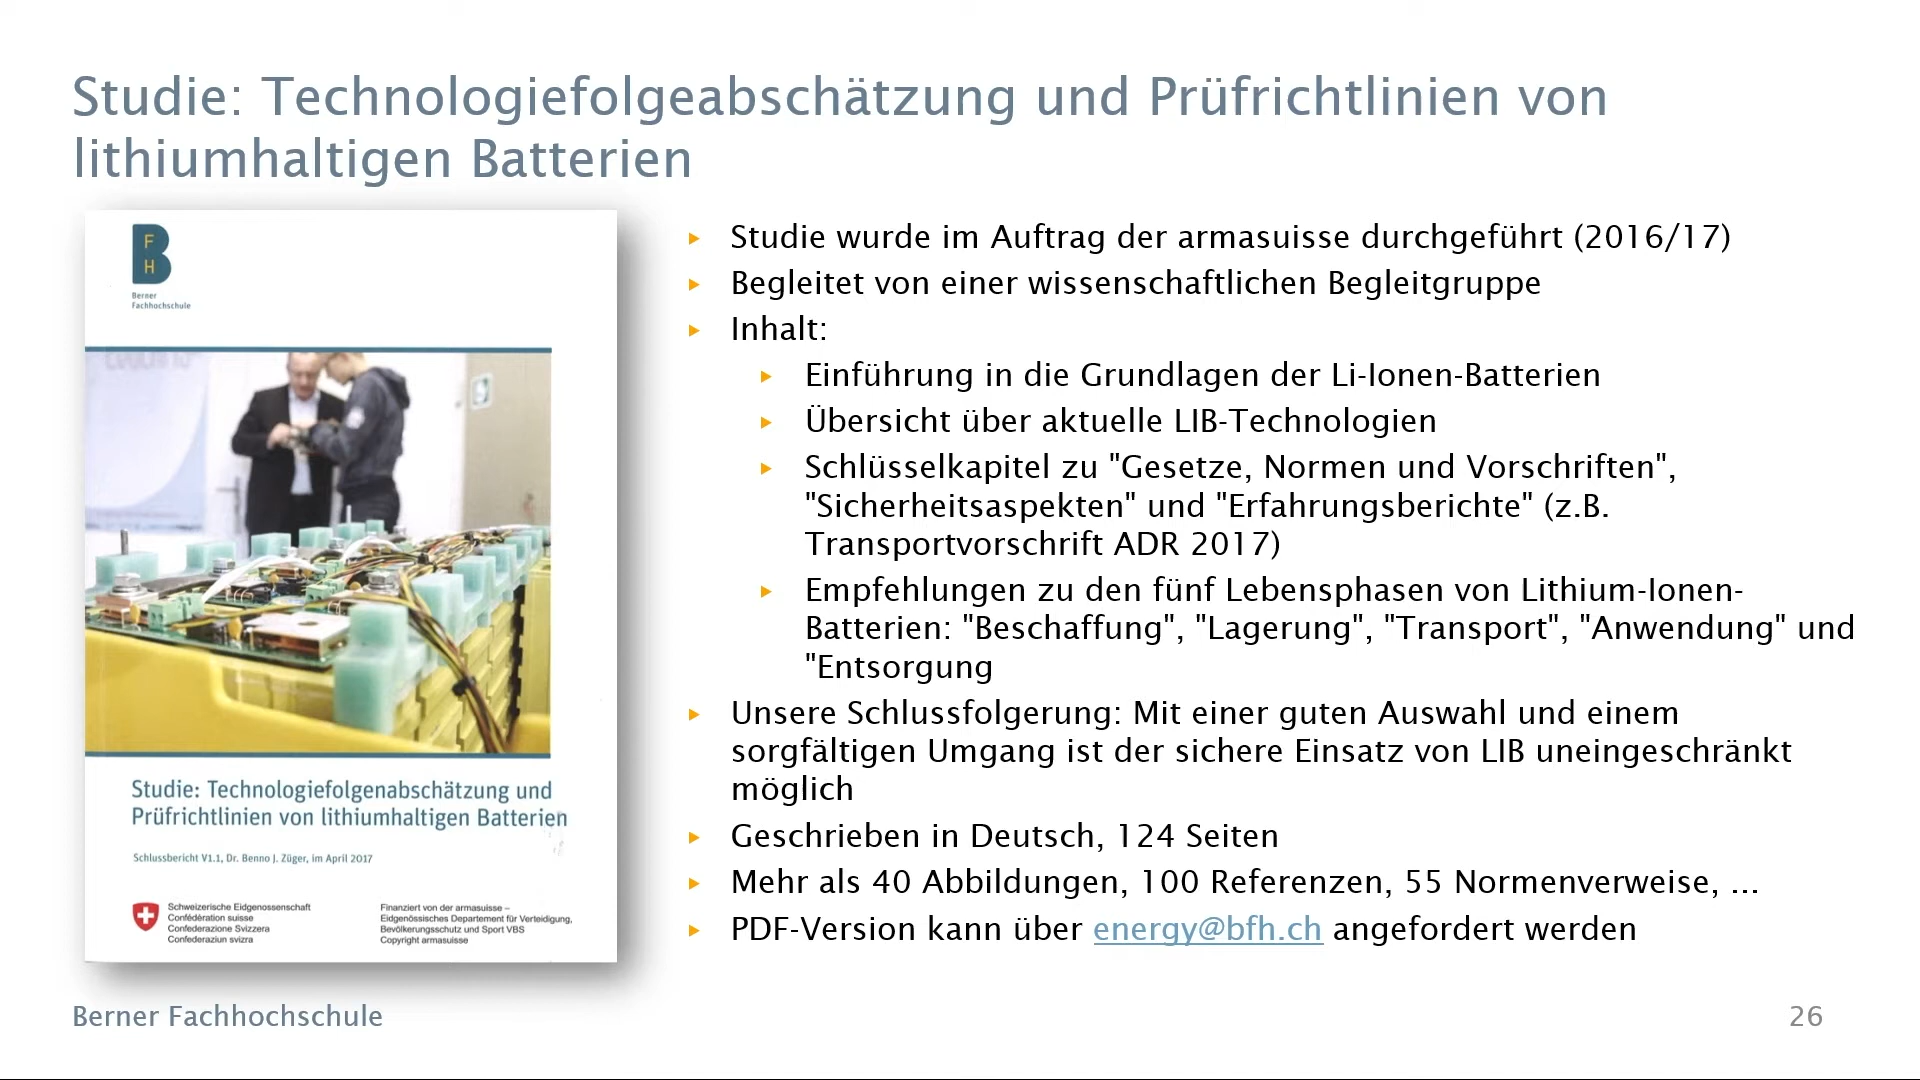 Studie: Technologiefolgeabschätzung und Prüfrichtlinien von
lithiumhaltigen Batterien
F
H
Berner
Fachhochschule
Studie: Technologiefolgenabschätzung und
Prüfrichtlinien von lithiumhaltigen Batterien
Schlussbericht V1.1, Dr. Benno J. Züger, im April 2017
Schweizerische Eidgenossenschaft
Confédération suisse
Confederazione Svizzera
Confederaziun svizra
Finanziert von der armasuisse –
Eidgenössisches Departement für Verteidigung,
Bevölkerungsschutz und Sport VBS
Copyright armasuisse
Studie wurde im Auftrag der armasuisse durchgeführt (2016/17)
Begleitet von einer wissenschaftlichen Begleitgruppe
Inhalt:
Einführung in die Grundlagen der Li-Ionen-Batterien
Übersicht über aktuelle LIB-Technologien
Schlüsselkapitel zu "Gesetze, Normen und Vorschriften",
"Sicherheitsaspekten" und "Erfahrungsberichte" (z.B.
Transportvorschrift ADR 2017)
Empfehlungen zu den fünf Lebensphasen von Lithium-Ionen-
Batterien: "Beschaffung", "Lagerung", "Transport", "Anwendung" und
"Entsorgung
Unsere Schlussfolgerung: Mit einer guten Auswahl und einem
sorgfältigen Umgang ist der sichere Einsatz von LIB uneingeschränkt
möglich
Geschrieben in Deutsch, 124 Seiten
Mehr als 40 Abbildungen, 100 Referenzen, 55 Normenverweise, ...
PDF-Version kann über energy@bfh.ch angefordert werden
Berner Fachhochschule
26